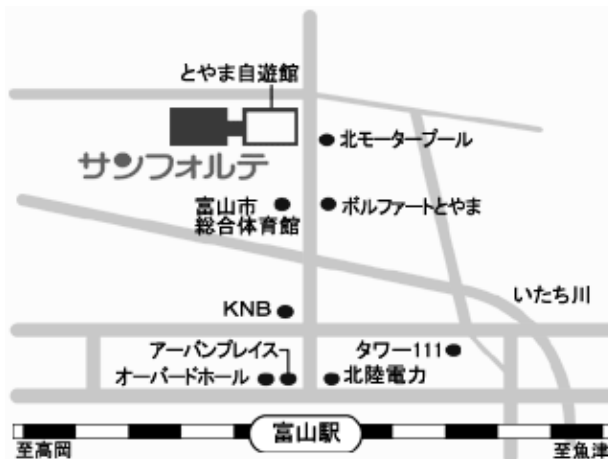 とやま自遊館
北モータープール
サンフォルテ
富山市
総合体育館
ボルファートとやま
いたち川
KNB
アーバンプレイス
タワー111
オーバードホール
北陸電力
富山駅
至高岡
至魚津